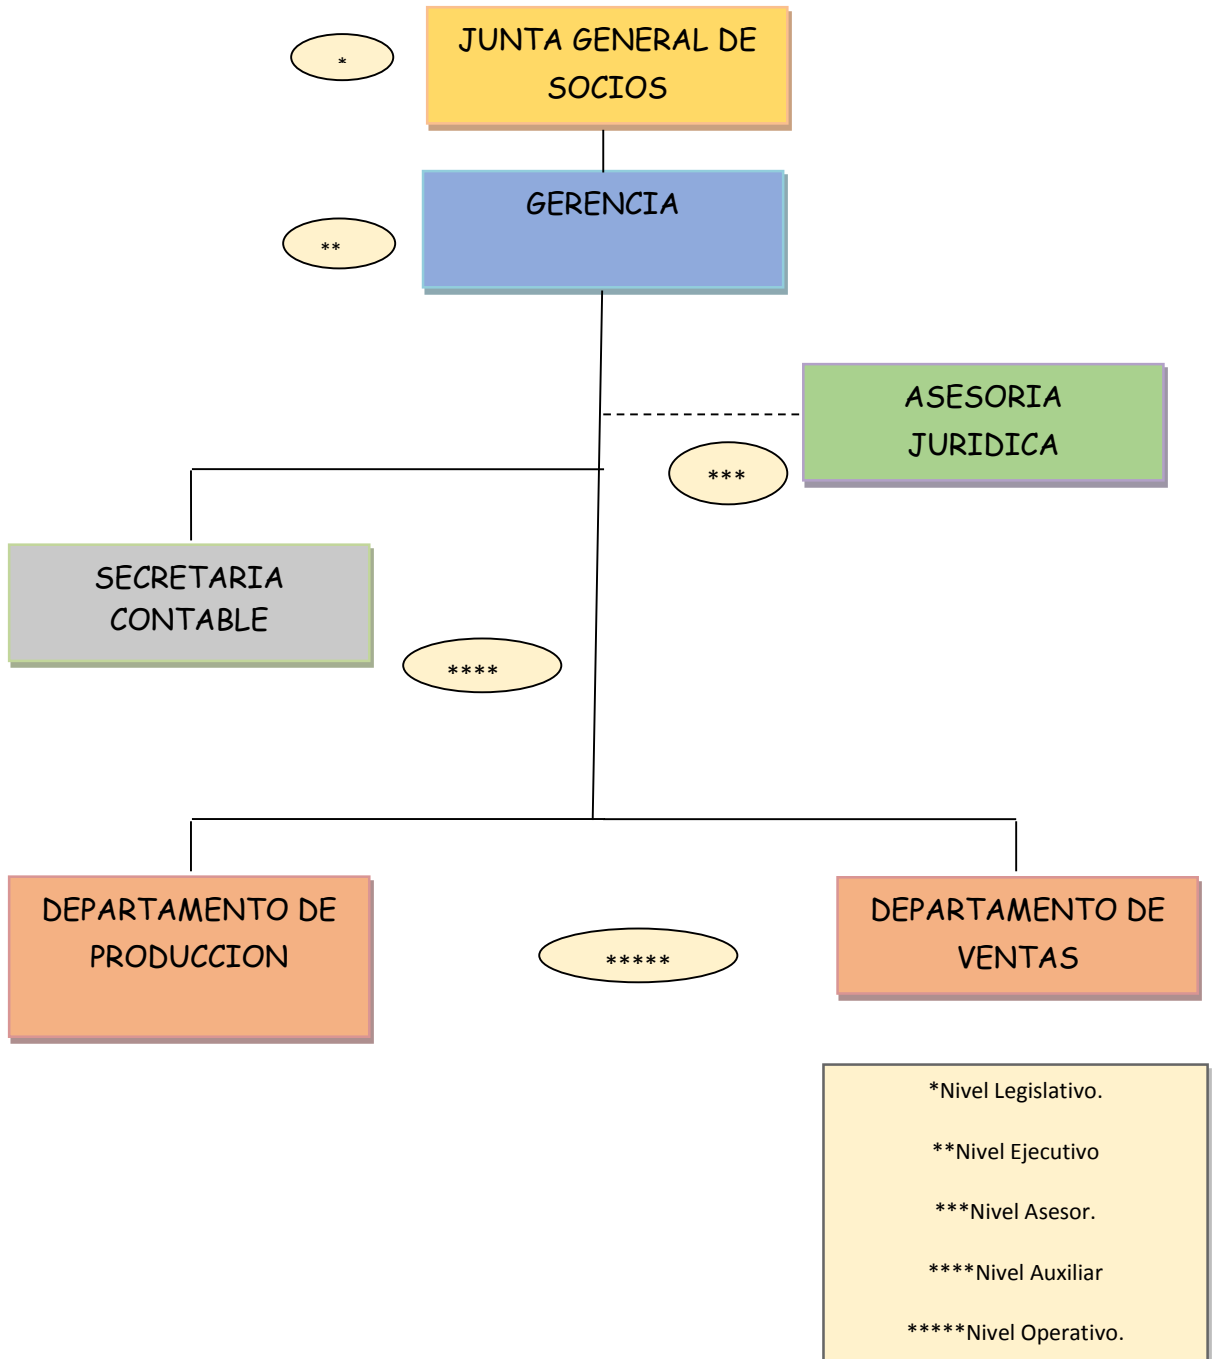 *
JUNTA GENERAL DE
SOCIOS
**
GERENCIA
ASESORIA
JURIDICA
***
SECRETARIA
CONTABLE
****
DEPARTAMENTO DE
PRODUCCION
*****
DEPARTAMENTO DE
VENTAS
*Nivel Legislativo.
**Nivel Ejecutivo
***Nivel Asesor.
****Nivel Auxiliar
*****Nivel Operativo.